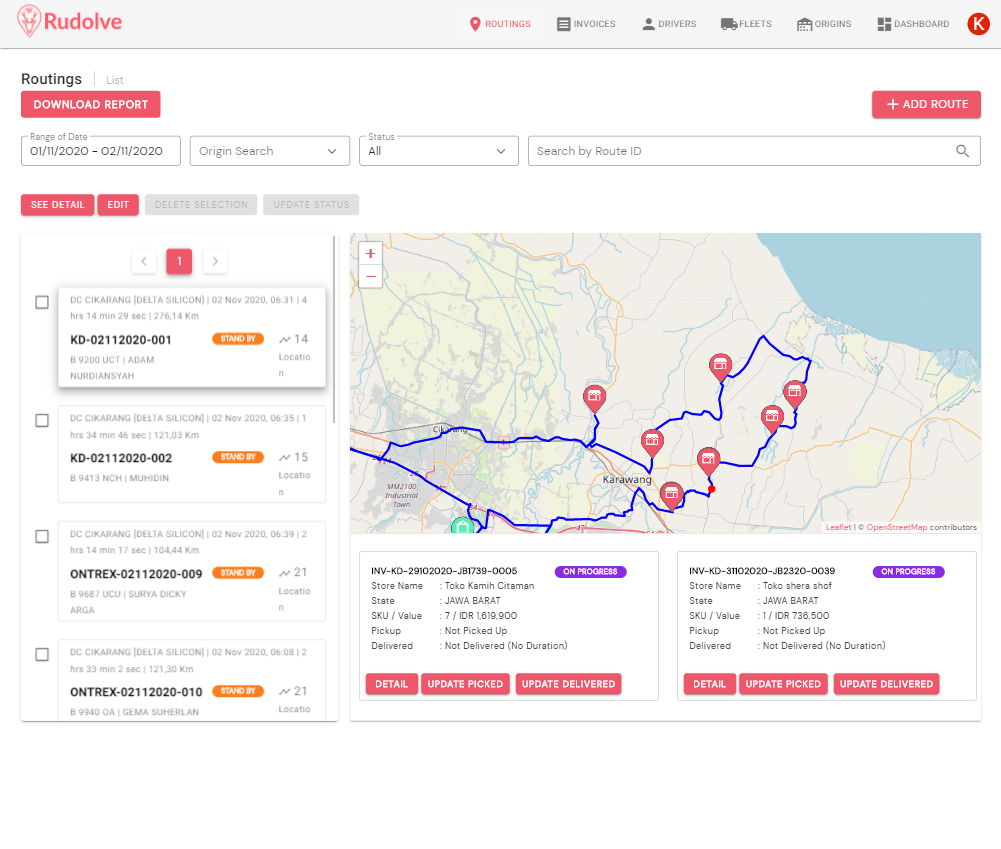 Rudolve
ROUTINGS
INVOICES
DRIVERS
FLEETS
ORIGINS
DASHBOARD
K
Routings
List
DOWNLOAD REPORT
ADD ROUTE
Range of Date
01/11/2020 - 02/11/2020
Origin Search
Status
All
Search by Route ID
SEE DETAIL
EDIT
DELETE SELECTION
UPDATE STATUS
1
DC CIKARANG [DELTA SILICON] | 02 Nov 2020, 06:31 | 4
hrs 14 min 29 sec | 276,14 Km
KD-02112020-001
STAND BY
14
B 9200 UCT | ADAM
NURDIANSYAH
Locatio
n
DC CIKARANG [DELTA SILICON] | 02 Nov 2020, 06:35 | 1
hrs 34 min 46 sec | 121,03 Km
KD-02112020-002
STAND BY
15
B 9413 NCH | MUHIDIN
Locatio
n
DC CIKARANG [DELTA SILICON] | 02 Nov 2020, 06:39 | 2
hrs 14 min 17 sec | 104,44 Km
ONTREX-02112020-009
STAND BY
21
B 9687 UCU | SURYA DICKY
ARGA
Locatio
n
DC CIKARANG [DELTA SILICON] | 02 Nov 2020, 06:08 | 2
hrs 33 min 2 sec | 121,30 Km
ONTREX-02112020-010
STAND BY
21
B 9940 OA | GEMA SUHERLAN
Locatio
+
−
Cikarang
MM2100
Industrial
Town
Karawang
24
47
Leaflet | © OpenStreetMap contributors
INV-KD-29102020-JB1739-0005
ON PROGRESS
Store Name : Toko Kamih Citaman
State : JAWA BARAT
SKU / Value : 7 / IDR 1,619,900
Pickup : Not Picked Up
Delivered : Not Delivered (No Duration)
DETAIL
UPDATE PICKED
UPDATE DELIVERED
INV-KD-31102020-JB2320-0039
ON PROGRESS
Store Name : Toko shera shof
State : JAWA BARAT
SKU / Value : 1 / IDR 736,500
Pickup : Not Picked Up
Delivered : Not Delivered (No Duration)
DETAIL
UPDATE PICKED
UPDATE DELIVERED